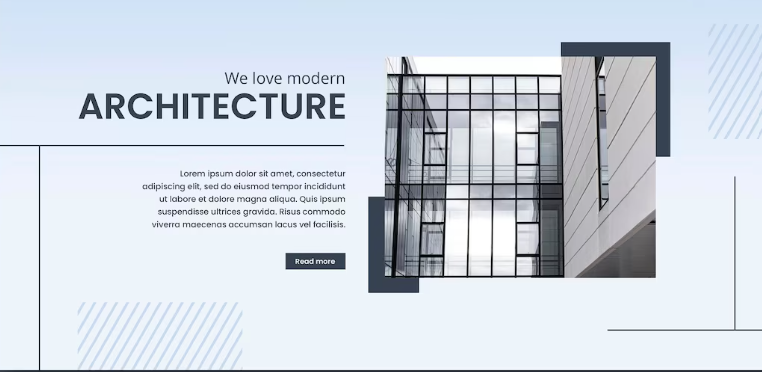 We love modern
ARCHITECTURE
Lorem ipsum dolor sit amet, consectetur
adipiscing elit, sed do eiusmod tempor incididunt
ut labore et dolore magna aliqua. Quis ipsum
suspendisse ultrices gravida. Risus commodo
viverra maecenas accumsan lacus vel facilisis.
Read more